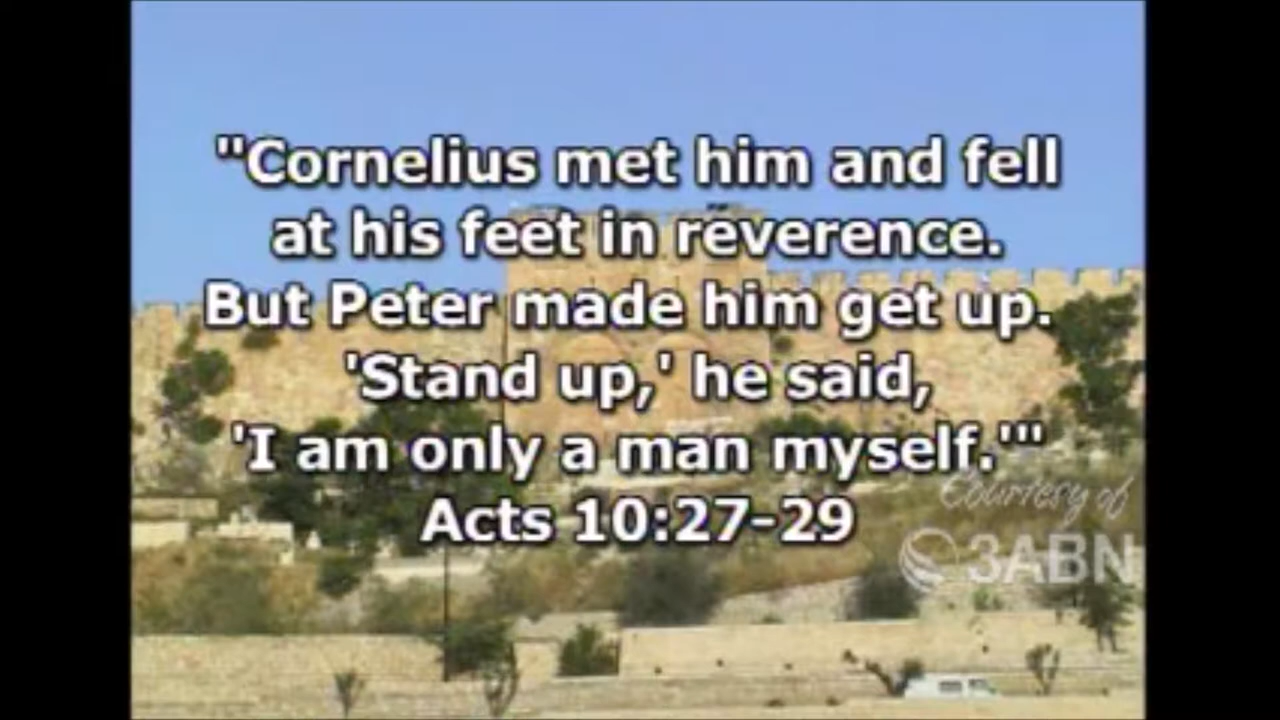 "Cornelius met him and fell
at his feet in reverence.
But Peter made him get up.
'Stand up,' he said,
'I am only a man myself.'"
Acts 10:27-29
Courtesy of
3ABN